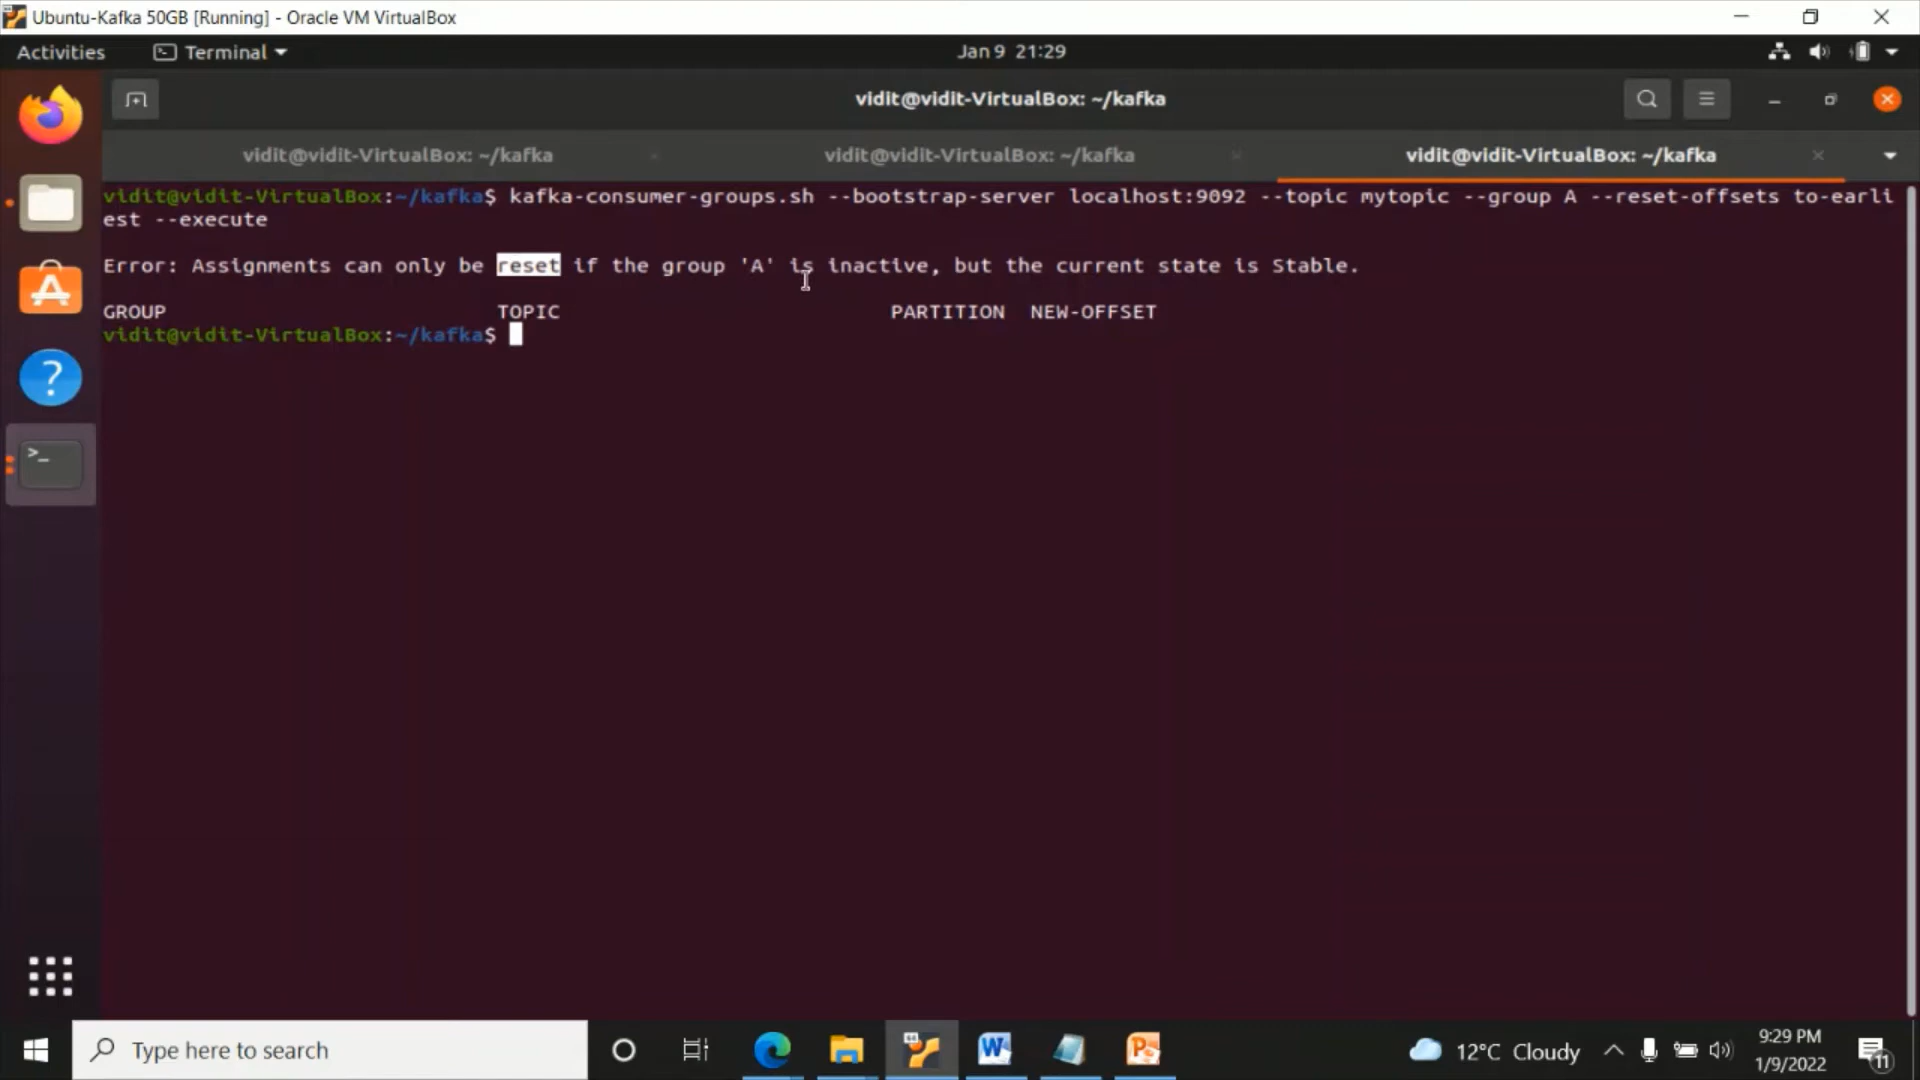 Ubuntu-Kafka 50GB [Running] - Oracle VM VirtualBox
Activities Terminal Jan 9 21:29
vidit@vidit-VirtualBox: ~/kafka
vidit@vidit-VirtualBox: ~/kafka vidit@vidit-VirtualBox: ~/kafka vidit@vidit-VirtualBox: ~/kafka
vidit@vidit-VirtualBox:~/kafka$ kafka-consumer-groups.sh --bootstrap-server localhost:9092 --topic mytopic --group A --reset-offsets to-earli
est --execute
Error: Assignments can only be reset if the group 'A' is inactive, but the current state is Stable.
GROUP TOPIC PARTITION NEW-OFFSET
vidit@vidit-VirtualBox:~/kafka$
Type here to search
12°C Cloudy
9:29 PM
1/9/2022
11